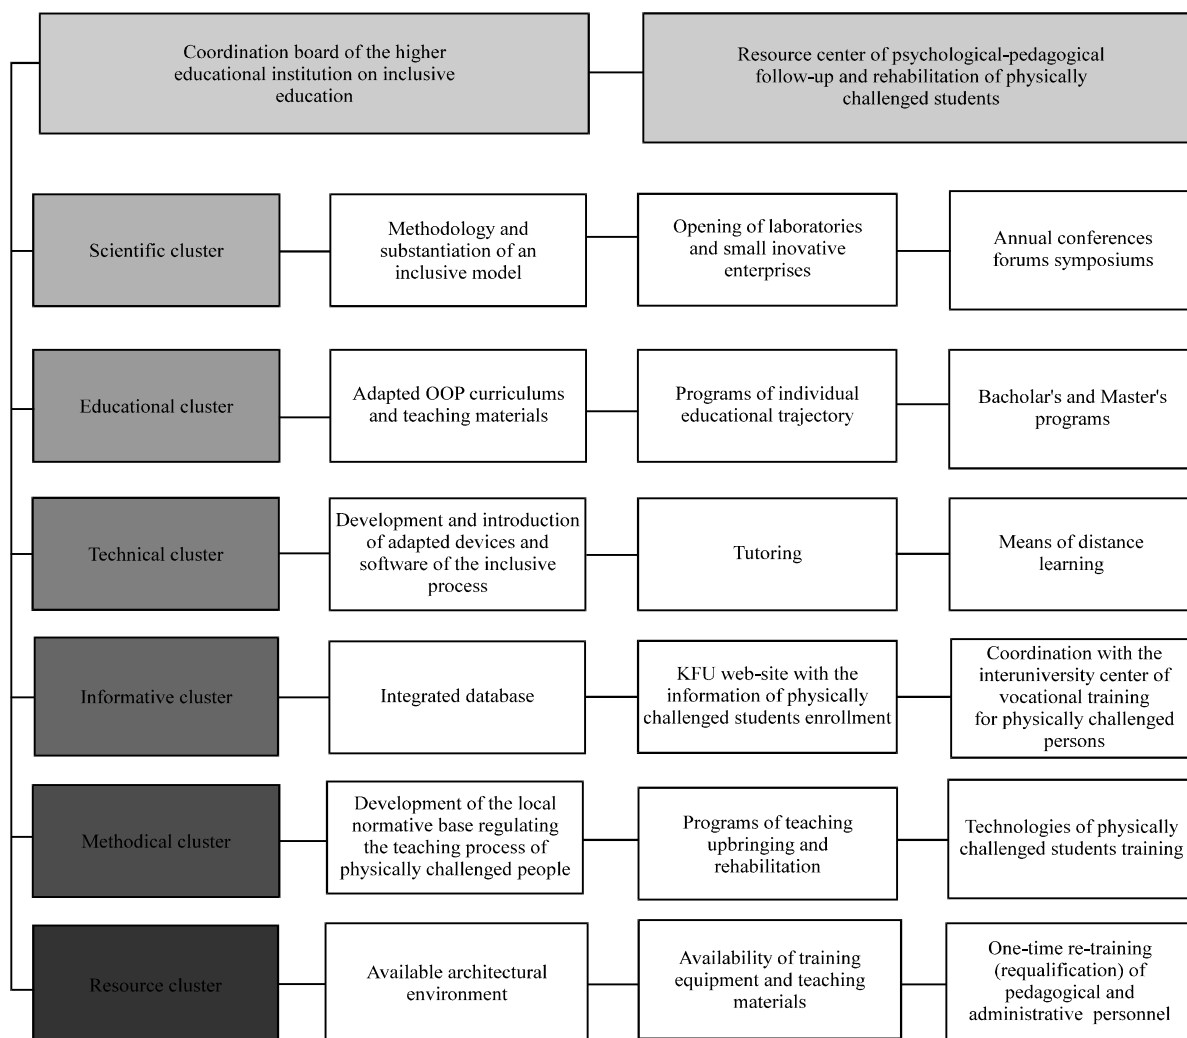 Coordination board of the higher
educational institution on inclusive
education
Resource center of psychological-pedagogical
follow-up and rehabilitation of physically
challenged students
Scientific cluster
Methodology and
substantiation of an
inclusive model
Opening of laboratories
and small inovative
enterprises
Annual conferences
forums symposiums
Educational cluster
Adapted OOP curriculums
and teaching materials
Programs of individual
educational trajectory
Bacholar's and Master's
programs
Technical cluster
Development and introduction
of adapted devices and
software of the inclusive
process
Tutoring
Means of distance
learning
Informative cluster
Integrated database
KFU web-site with the
information of physically
challenged students enrollment
Coordination with the
interuniversity center of
vocational training
for physically challenged
persons
Methodical cluster
Development of the local
normative base regulating
the teaching process of
physically challenged people
Programs of teaching
upbringing and
rehabilitation
Technologies of physically
challenged students training
Resource cluster
Available architectural
environment
Availability of training
equipment and teaching
materials
One-time re-training
(requalification) of
pedagogical and
administrative personnel